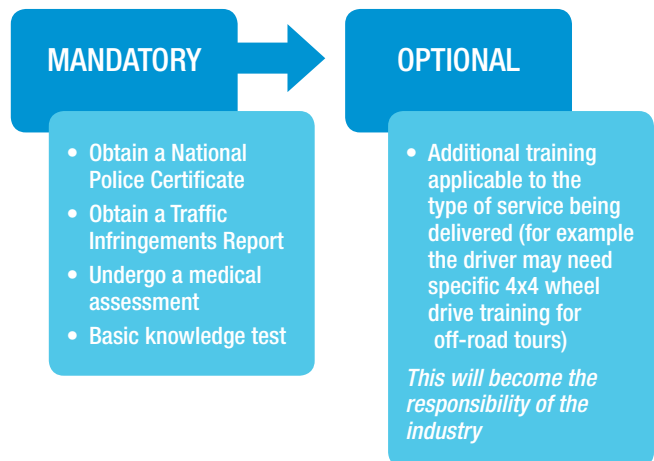 MANDATORY
• Obtain a National
Police Certificate
• Obtain a Traffic
Infringements Report
• Undergo a medical
assessment
• Basic knowledge test
OPTIONAL
• Additional training
applicable to the
type of service being
delivered (for example
the driver may need
specific 4x4 wheel
drive training for
off-road tours)
This will become the
responsibility of the
industry